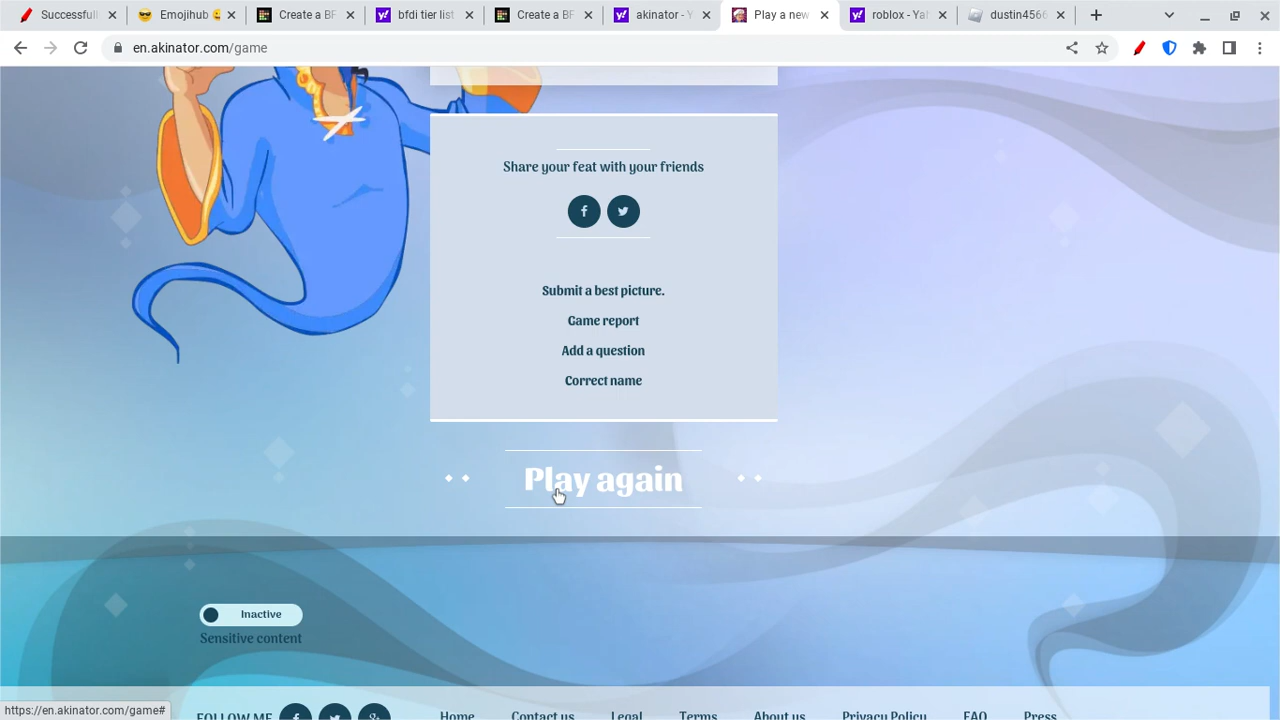 Successfull
Emojihub
Create a BF
bfdi tier list
Create a BF
akinator - Y
Play a new
roblox - Yah
dustin4566
en.akinator.com/game
Share your feat with your friends
Submit a best picture.
Game report
Add a question
Correct name
Play again
Inactive
Sensitive content
https://en.akinator.com/game#
FOLLOW ME
Home
Contact us
Legal
Terms
About us
Privacy Policy
FAQ
Press